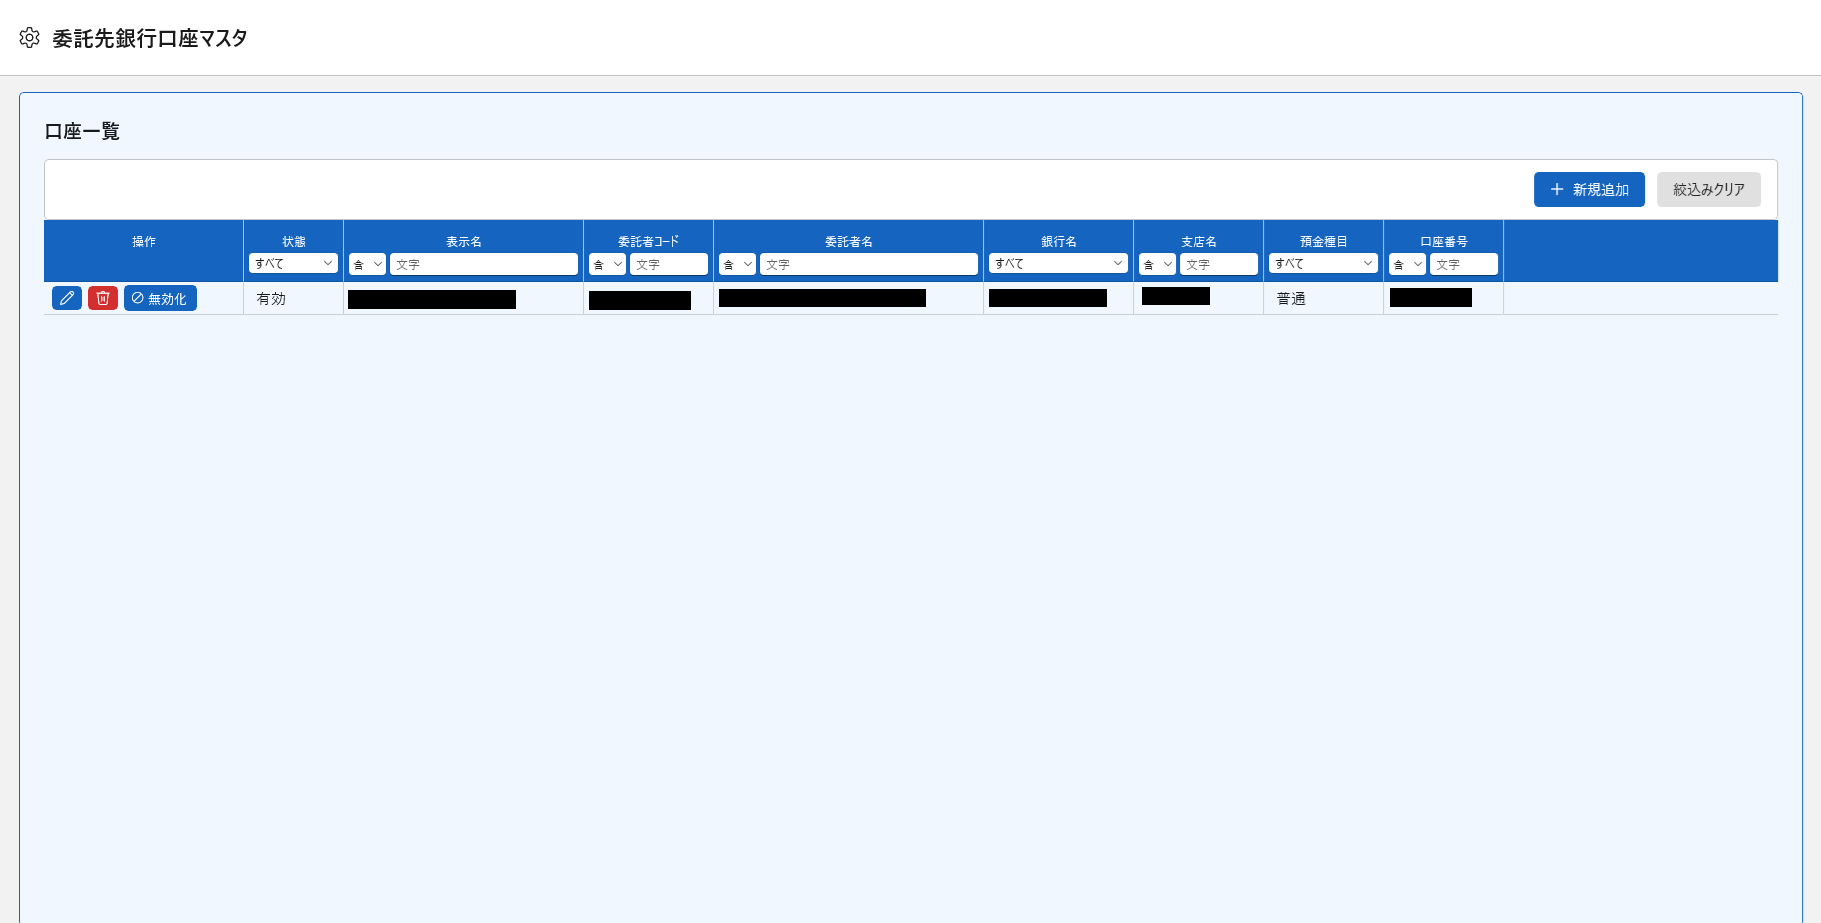 委託先銀行口座マスタ
口座一覧
新規追加 絞込みクリア
操作 状態 表示名 委託者コード 委託者名 銀行名 支店名 預金種目 口座番号
すべて 含 文字 含 文字 含 文字 すべて 含 文字 すべて 含 文字
無効化 有効 普通